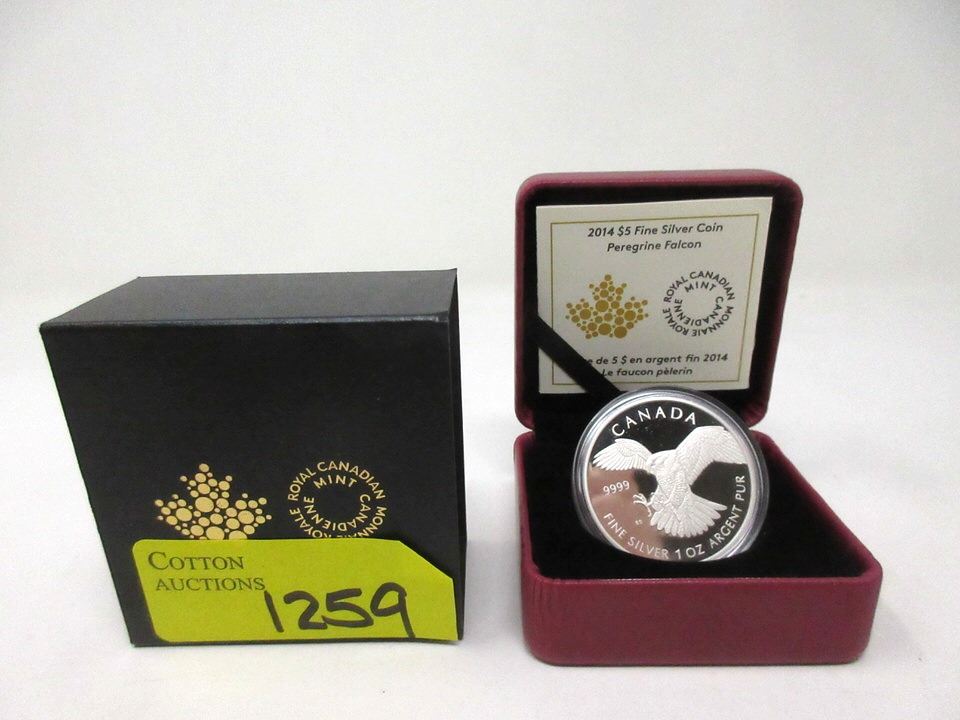 ROYAL CANADIAN MINT
MONNAIE CANADIENNE
COTTON
AUCTIONS
1259
2014 $5 Fine Silver Coin
Peregrine Falcon
ROYAL CANADIAN MINT
MONNAIE ROYALE CANADIENNE
de 5 $ en argent fin 2014
Le faucon pèlerin
CANADA
9999
FINE SILVER 1 OZ ARGENT PUR